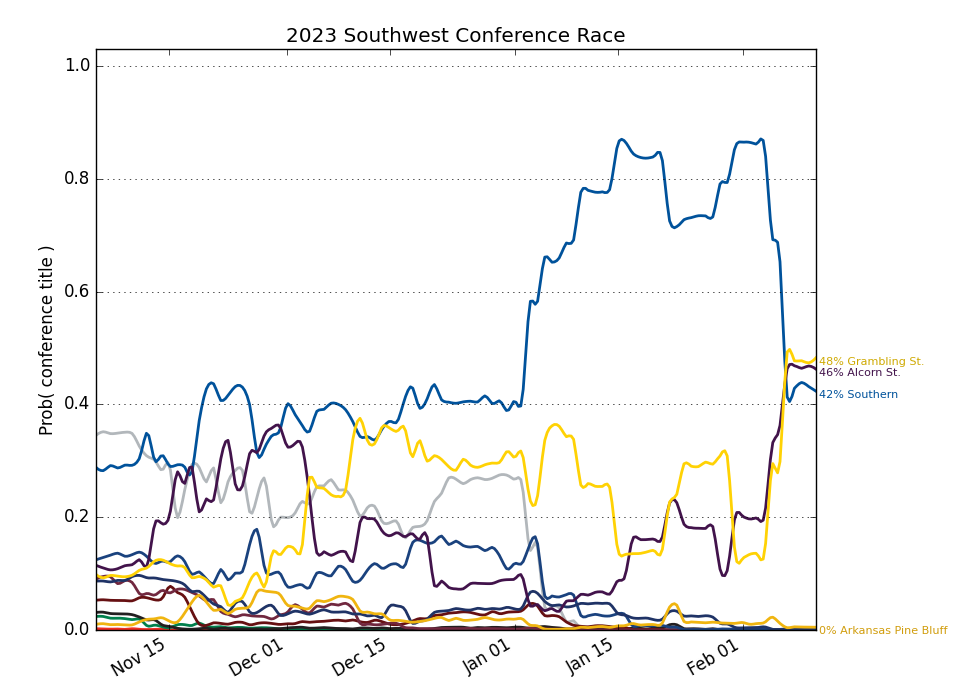 2023 Southwest Conference Race
Prob( conference title )
1.0
0.8
0.6
0.4
0.2
0.0
48% Grambling St.
46% Alcorn St.
42% Southern
0% Arkansas Pine Bluff
Nov 15
Dec 01
Dec 15
Jan 01
Jan 15
Feb 01